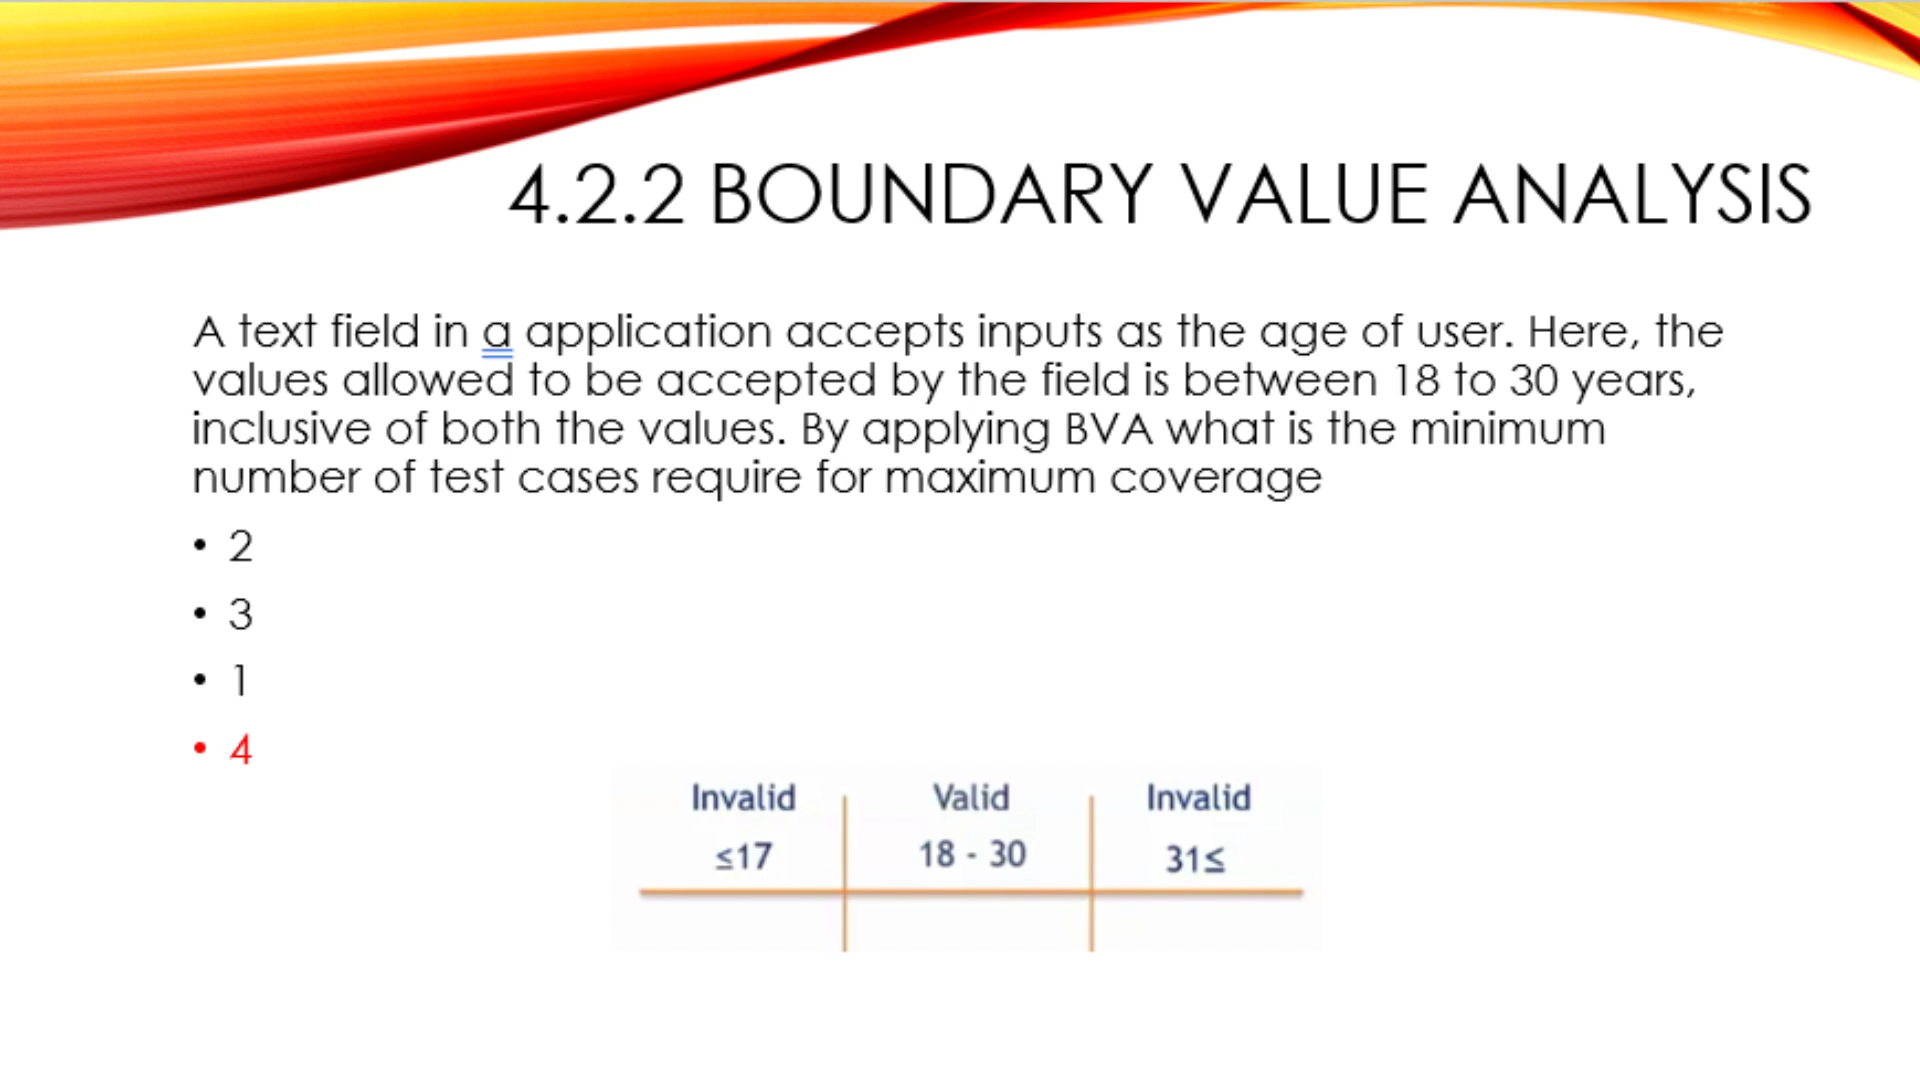 4.2.2 BOUNDARY VALUE ANALYSIS
A text field in a application accepts inputs as the age of user. Here, the
values allowed to be accepted by the field is between 18 to 30 years,
inclusive of both the values. By applying BVA what is the minimum
number of test cases require for maximum coverage
• 2
• 3
• 1
• 4
Invalid Valid Invalid
≤17 18 - 30 31≤